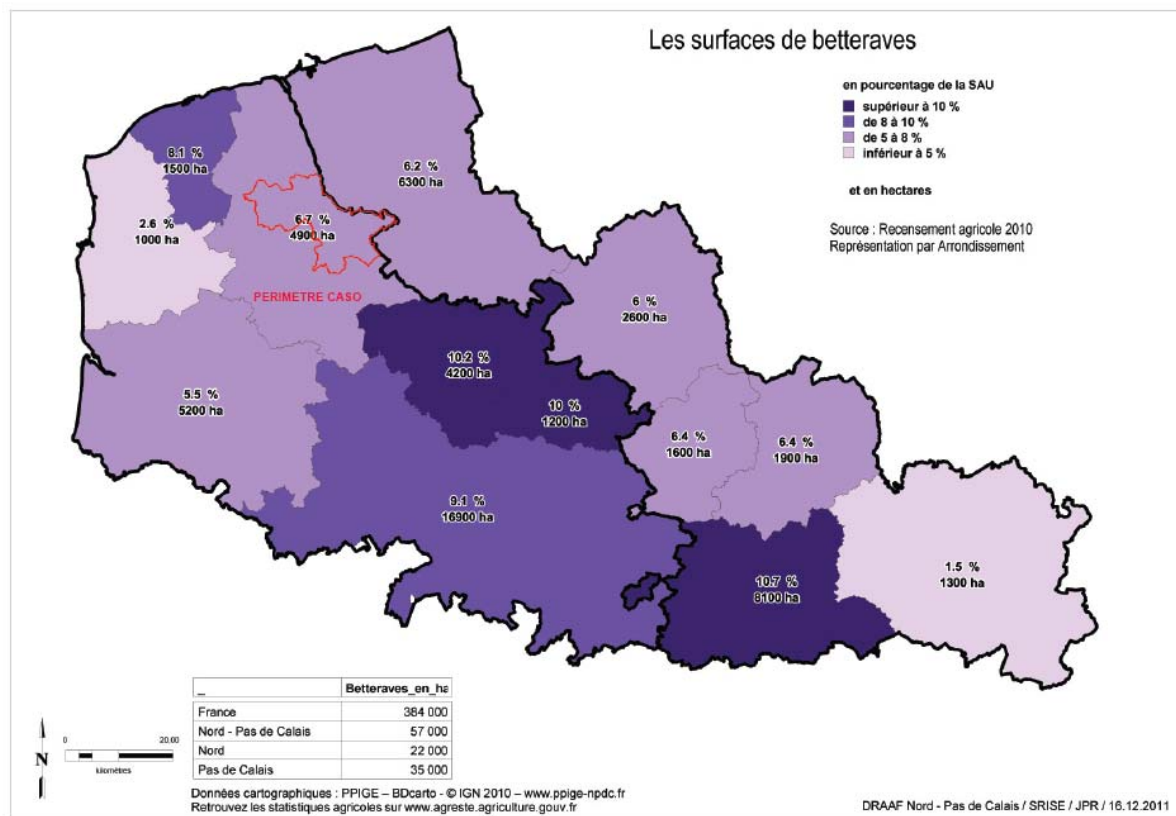 Les surfaces de betteraves
en pourcentage de la SAU
supérieur à 10 %
de 8 à 10 %
de 5 à 8 %
inférieur à 5 %
et en hectares
Source : Recensement agricole 2010
Représentation par Arrondissement
8.1 %
1500 ha
6.2 %
6300 ha
2.6 %
1000 ha
6.7 %
4900 ha
PERIMETRE CASO
6 %
2600 ha
10.2 %
4200 ha
5.5 %
5200 ha
10 %
1200 ha
6.4 %
1600 ha
6.4 %
1900 ha
9.1 %
16900 ha
10.7 %
8100 ha
1.5 %
1300 ha
_ Betteraves_en_ha
France 384 000
Nord - Pas de Calais 57 000
Nord 22 000
Pas de Calais 35 000
N
0 20,00
kilomètres
Données cartographiques : PPIGE – BDcarto - © IGN 2010 – www.ppige-npdc.fr
Retrouvez les statistiques agricoles sur www.agreste.agriculture.gouv.fr
DRAAF Nord - Pas de Calais / SRISE / JPR / 16.12.2011